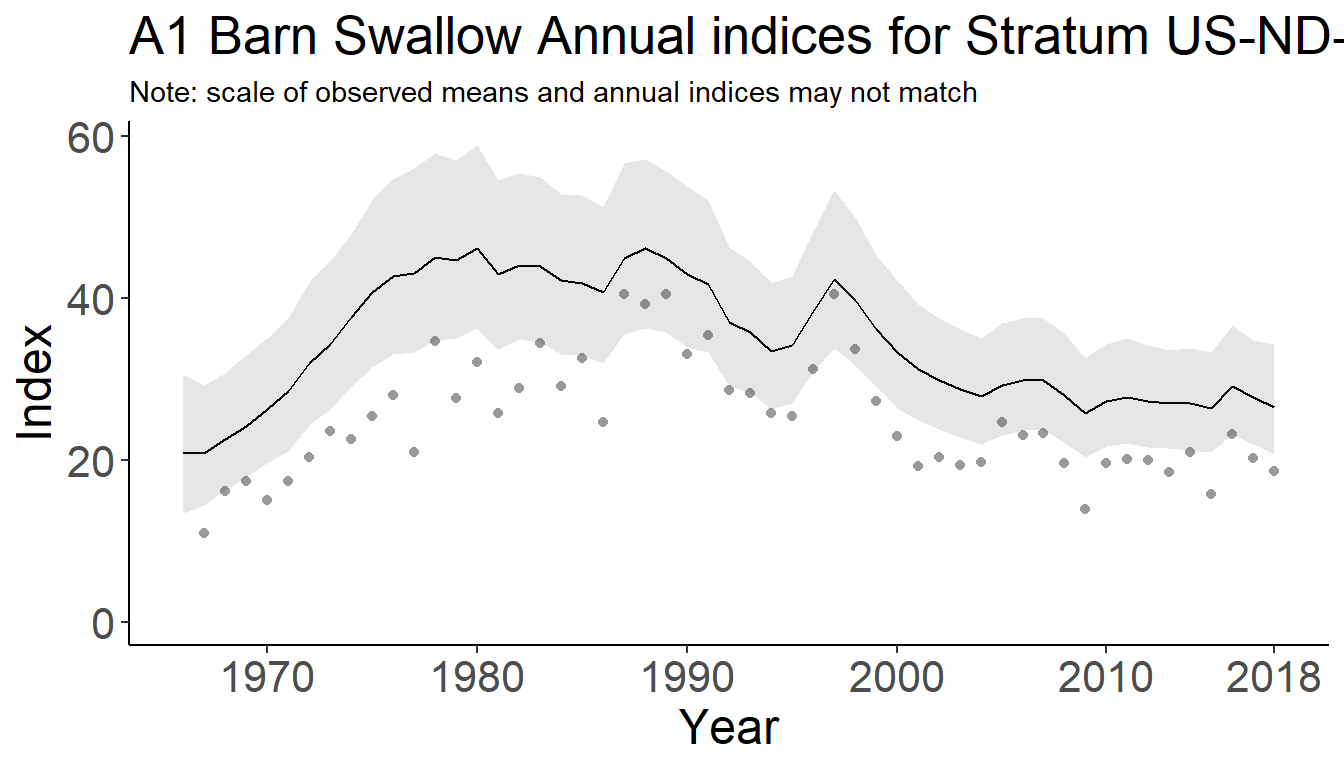 A1 Barn Swallow Annual indices for Stratum US-ND-
Note: scale of observed means and annual indices may not match
60
40
20
0
Index
1970 1980 1990 2000 2010 2018
Year